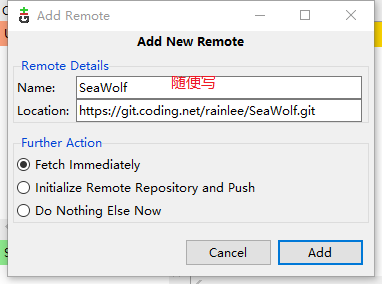 Add Remote
Add New Remote
Remote Details
Name: SeaWolf 随便写
Location: https://git.coding.net/rainlee/SeaWolf.git
Further Action
Fetch Immediately
Initialize Remote Repository and Push
Do Nothing Else Now
Cancel Add